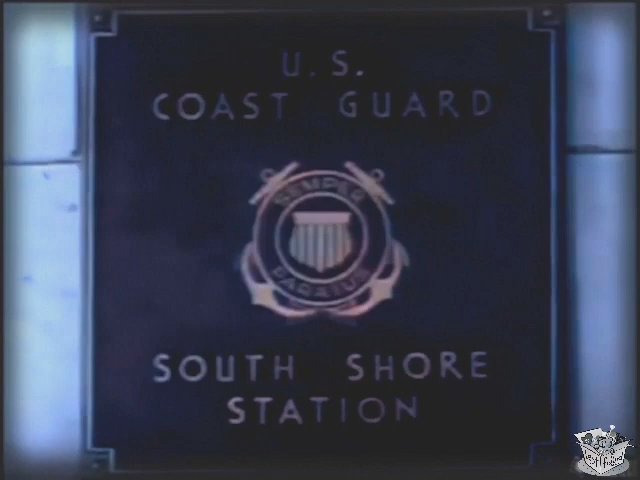 U.S.
COAST GUARD
SEMPER
PARATUS
SOUTH SHORE
STATION